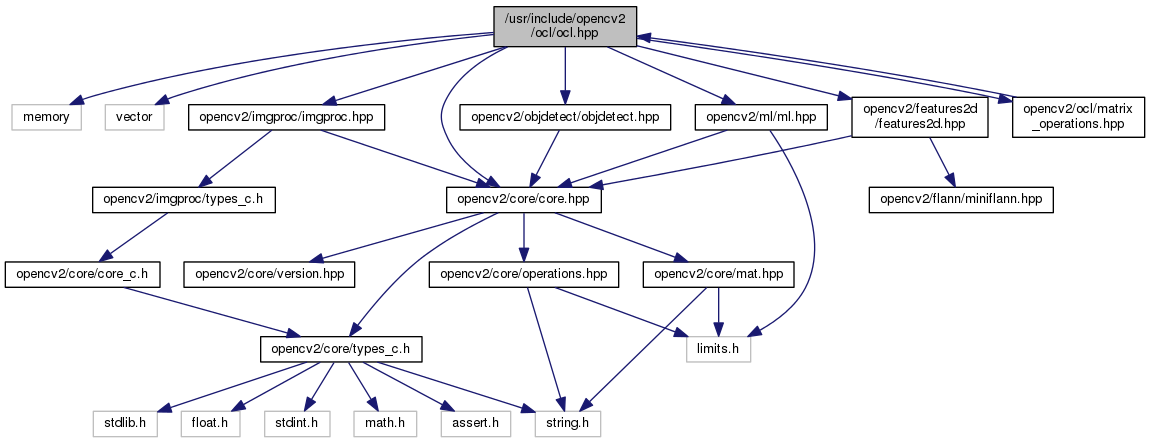 /usr/include/opencv2
/ocl/ocl.hpp
memory
vector
opencv2/imgproc/imgproc.hpp
opencv2/objdetect/objdetect.hpp
opencv2/ml/ml.hpp
opencv2/features2d
/features2d.hpp
opencv2/ocl/matrix
_operations.hpp
opencv2/imgproc/types_c.h
opencv2/core/core.hpp
opencv2/flann/miniflann.hpp
opencv2/core/core_c.h
opencv2/core/version.hpp
opencv2/core/operations.hpp
opencv2/core/mat.hpp
opencv2/core/types_c.h
limits.h
stdlib.h
float.h
stdint.h
math.h
assert.h
string.h